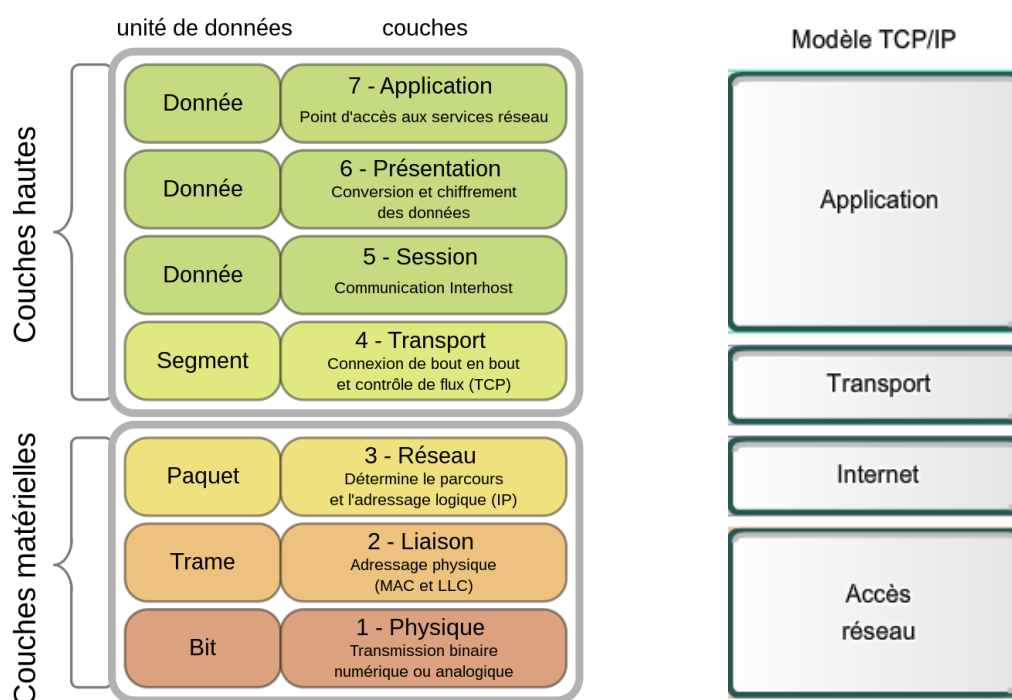 unité de données
couches
Couches hautes
Donnée
7 - Application
Point d'accès aux services réseau
Donnée
6 - Présentation
Conversion et chiffrement
des données
Donnée
5 - Session
Communication Interhost
Segment
4 - Transport
Connexion de bout en bout
et contrôle de flux (TCP)
Couches matérielles
Paquet
3 - Réseau
Détermine le parcours
et l'adressage logique (IP)
Trame
2 - Liaison
Adressage physique
(MAC et LLC)
Bit
1 - Physique
Transmission binaire
numérique ou analogique
Modèle TCP/IP
Application
Transport
Internet
Accès
réseau